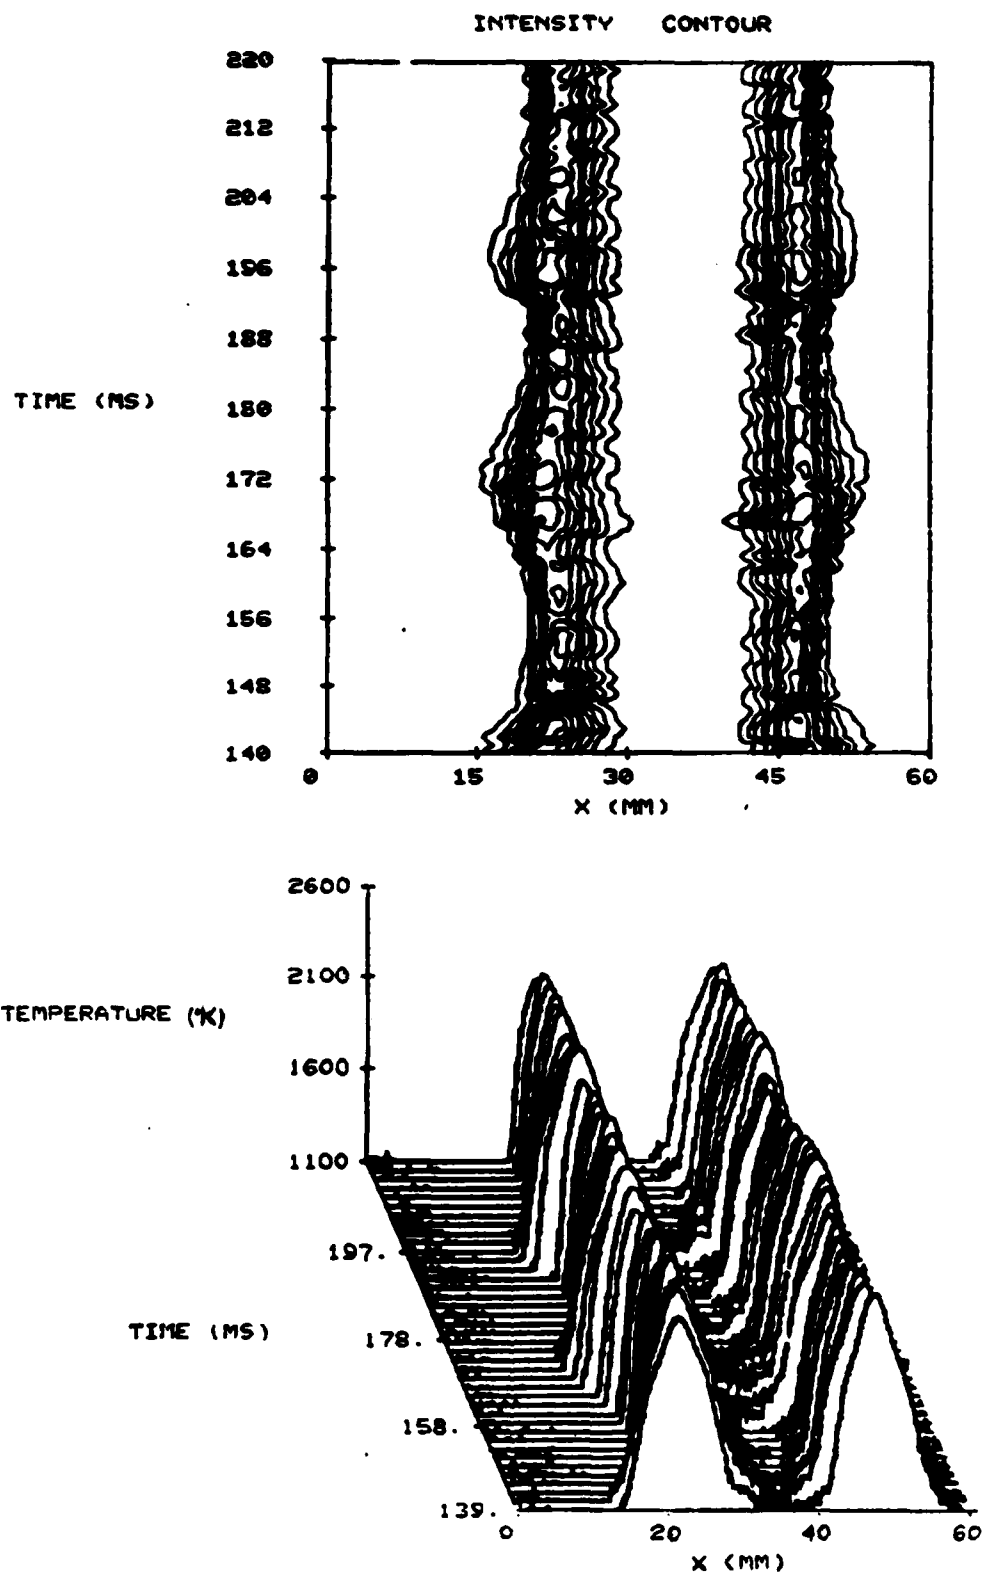 INTENSITY CONTOUR
220
212
204
196
188
TIME (MS)
180
172
164
156
148
140
0 15 30 45 60
X (MM)
2600
2100
TEMPERATURE (°K)
1600
1100
197.
TIME (MS)
178.
158.
139.
0 20 40 60
X (MM)